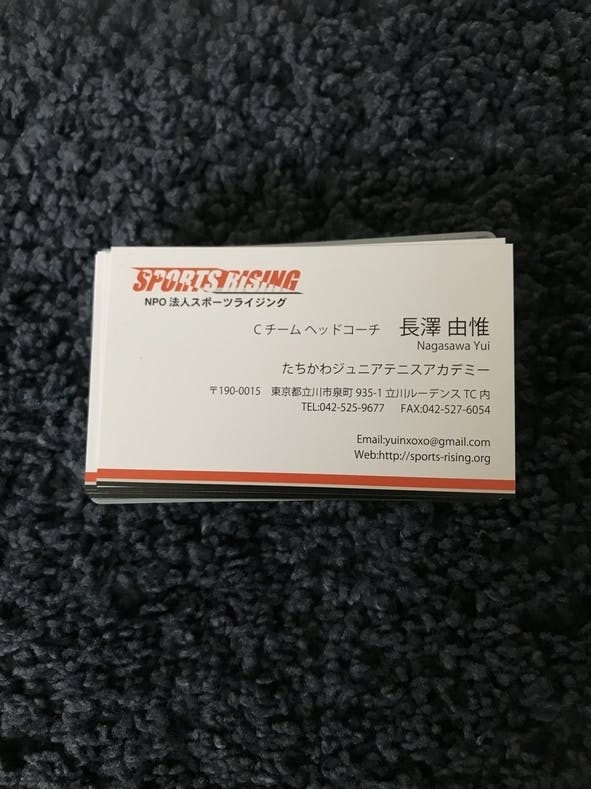 SPORTS RISING
NPO 法人スポーツライジング
C チーム ヘッドコーチ 長澤 由惟
Nagasawa Yui
たちかわジュニアテニスアカデミー
〒190-0015 東京都立川市泉町 935-1 立川ルーデンス TC 内
TEL:042-525-9677 FAX:042-527-6054
Email:yuinxoxo@gmail.com
Web:http://sports-rising.org